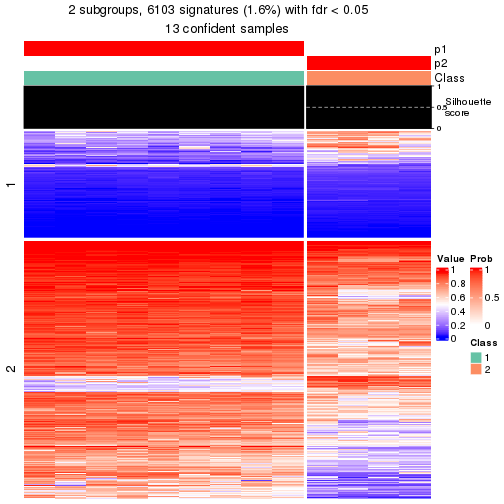 2 subgroups, 6103 signatures (1.6%) with fdr < 0.05
13 confident samples
p1
p2
Class
1
0.5
0
Silhouette
score
1
2
Value
1
0.8
0.6
0.4
0.2
0
Prob
1
0.5
0
Class
1
2